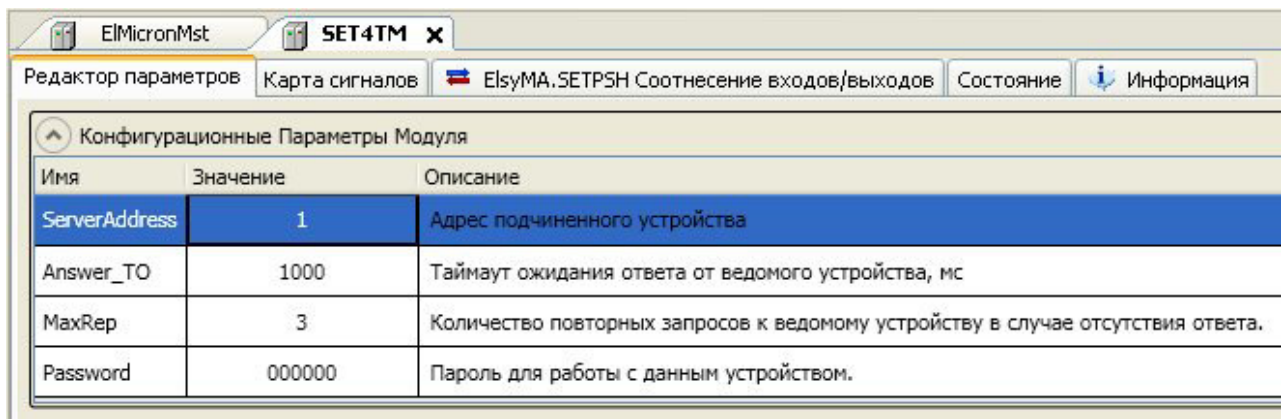 ElMicronMst SET4TM
Редактор параметров Карта сигналов ElsyMA.SETPSH Соотнесение входов/выходов Состояние Информация
Конфигурационные Параметры Модуля
Имя Значение Описание
ServerAddress 1 Адрес подчиненного устройства
Answer_TO 1000 Таймаут ожидания ответа от ведомого устройства, мс
MaxRep 3 Количество повторных запросов к ведомому устройству в случае отсутствия ответа.
Password 000000 Пароль для работы с данным устройством.